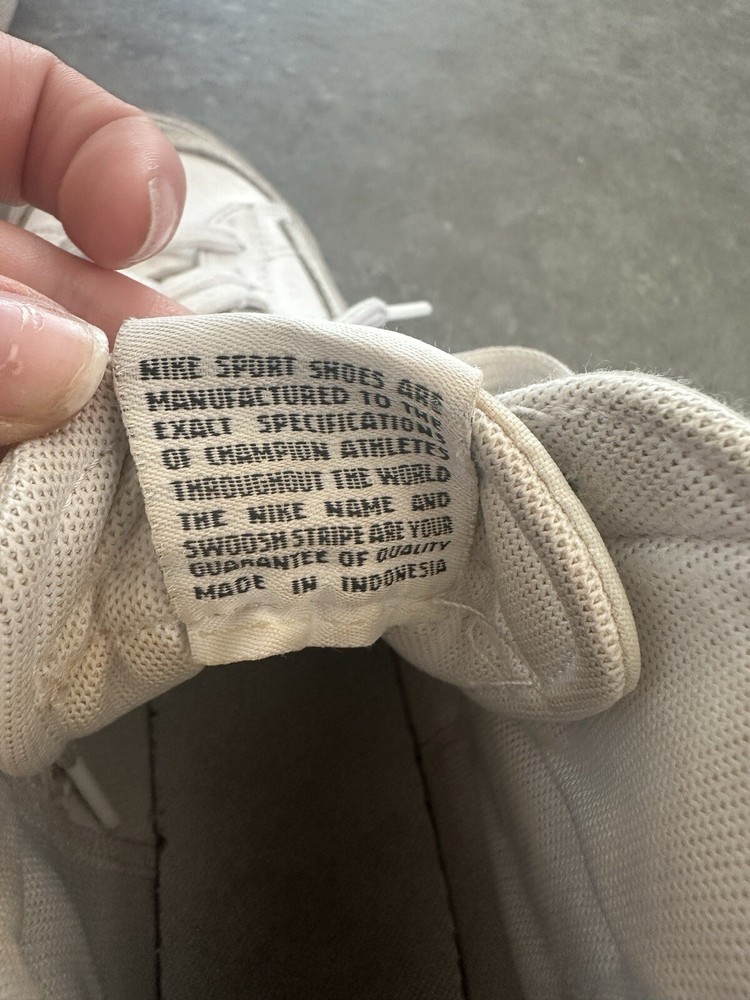 NIKE SPORT SHOES ARE
MANUFACTURED TO THE
EXACT SPECIFICATIONS
OF CHAMPION ATHLETES
THROUGHOUT THE WORLD
THE NIKE NAME AND
SWOOSH STRIPE ARE YOUR
GUARANTEE OF QUALITY
MADE IN INDONESIA